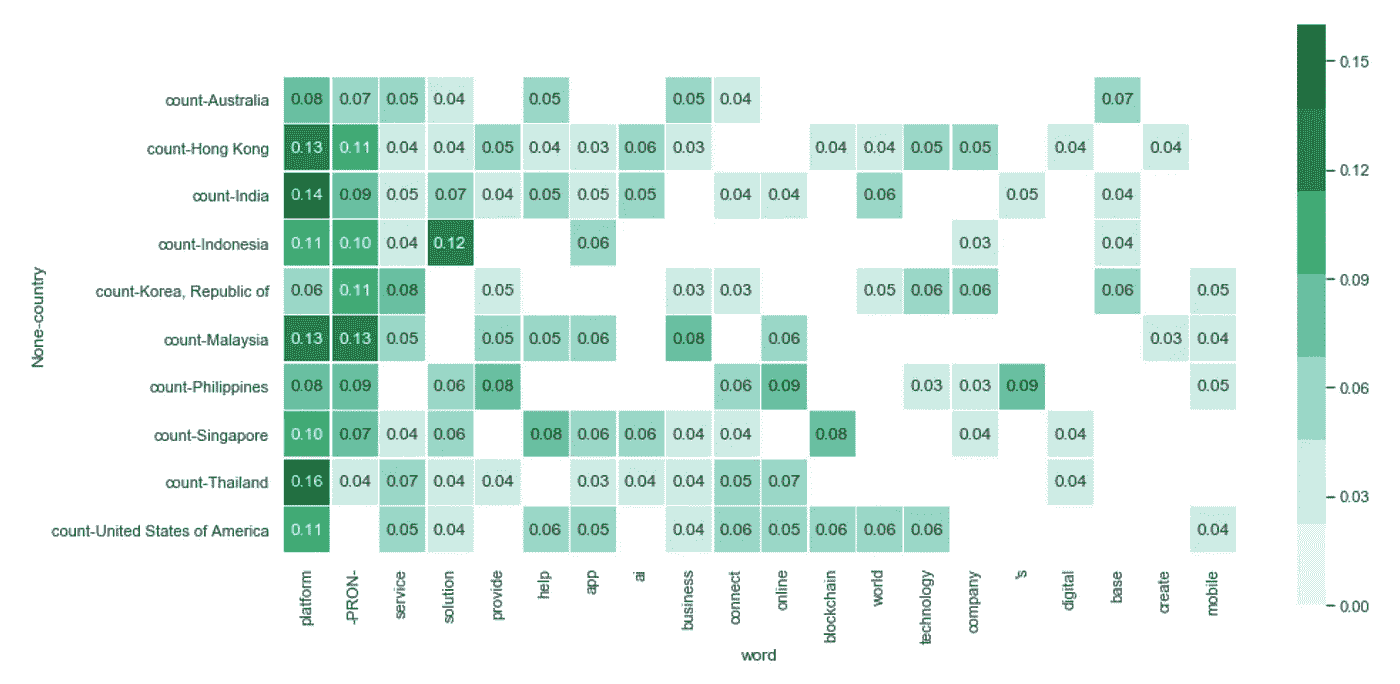 count-Australia 0.08 0.07 0.05 0.04 0.05 0.05 0.04 0.07
count-Hong Kong 0.13 0.11 0.04 0.04 0.05 0.04 0.03 0.06 0.03 0.04 0.04 0.05 0.05 0.04 0.04
count-India 0.14 0.09 0.05 0.07 0.04 0.05 0.05 0.05 0.04 0.04 0.06 0.05 0.04
count-Indonesia 0.11 0.10 0.04 0.12 0.06 0.03 0.04
count-Korea, Republic of 0.06 0.11 0.08 0.05 0.03 0.03 0.05 0.06 0.06 0.06 0.05
count-Malaysia 0.13 0.13 0.05 0.05 0.05 0.06 0.08 0.06 0.03 0.04
count-Philippines 0.08 0.09 0.06 0.08 0.06 0.09 0.03 0.03 0.09 0.05
count-Singapore 0.10 0.07 0.04 0.06 0.08 0.06 0.06 0.04 0.04 0.08 0.04 0.04
count-Thailand 0.16 0.04 0.07 0.04 0.04 0.03 0.04 0.04 0.05 0.07 0.04
count-United States of America 0.11 0.05 0.04 0.06 0.05 0.04 0.06 0.05 0.06 0.06 0.06 0.04
None-country
platform
-PRON-
service
solution
provide
help
app
ai
business
connect
online
blockchain
world
technology
company
's
digital
base
create
mobile
word
0.15
0.12
0.09
0.06
0.03
0.00